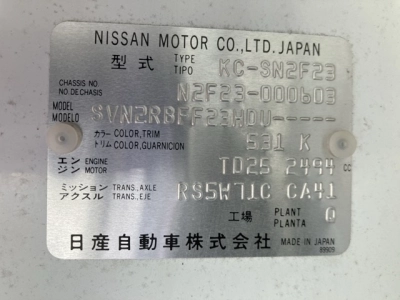 NISSAN MOTOR CO., LTD. JAPAN
型式 TYPE TIPO KC-SN2F23
CHASSIS NO NO. DE CHASIS N2F23-000603
MODEL MODELO
カラー COLOR, TRIM トリム COLOR, GUARNICION 531 K
エンジン ENGINE MOTOR TD25 2494 CC
ミッション TRANS., AXLE アクスル TRANS., EJE RS5W71C CA41
工場 PLANT PLANTA 0
日産自動車株式会社 MADE IN JAPAN